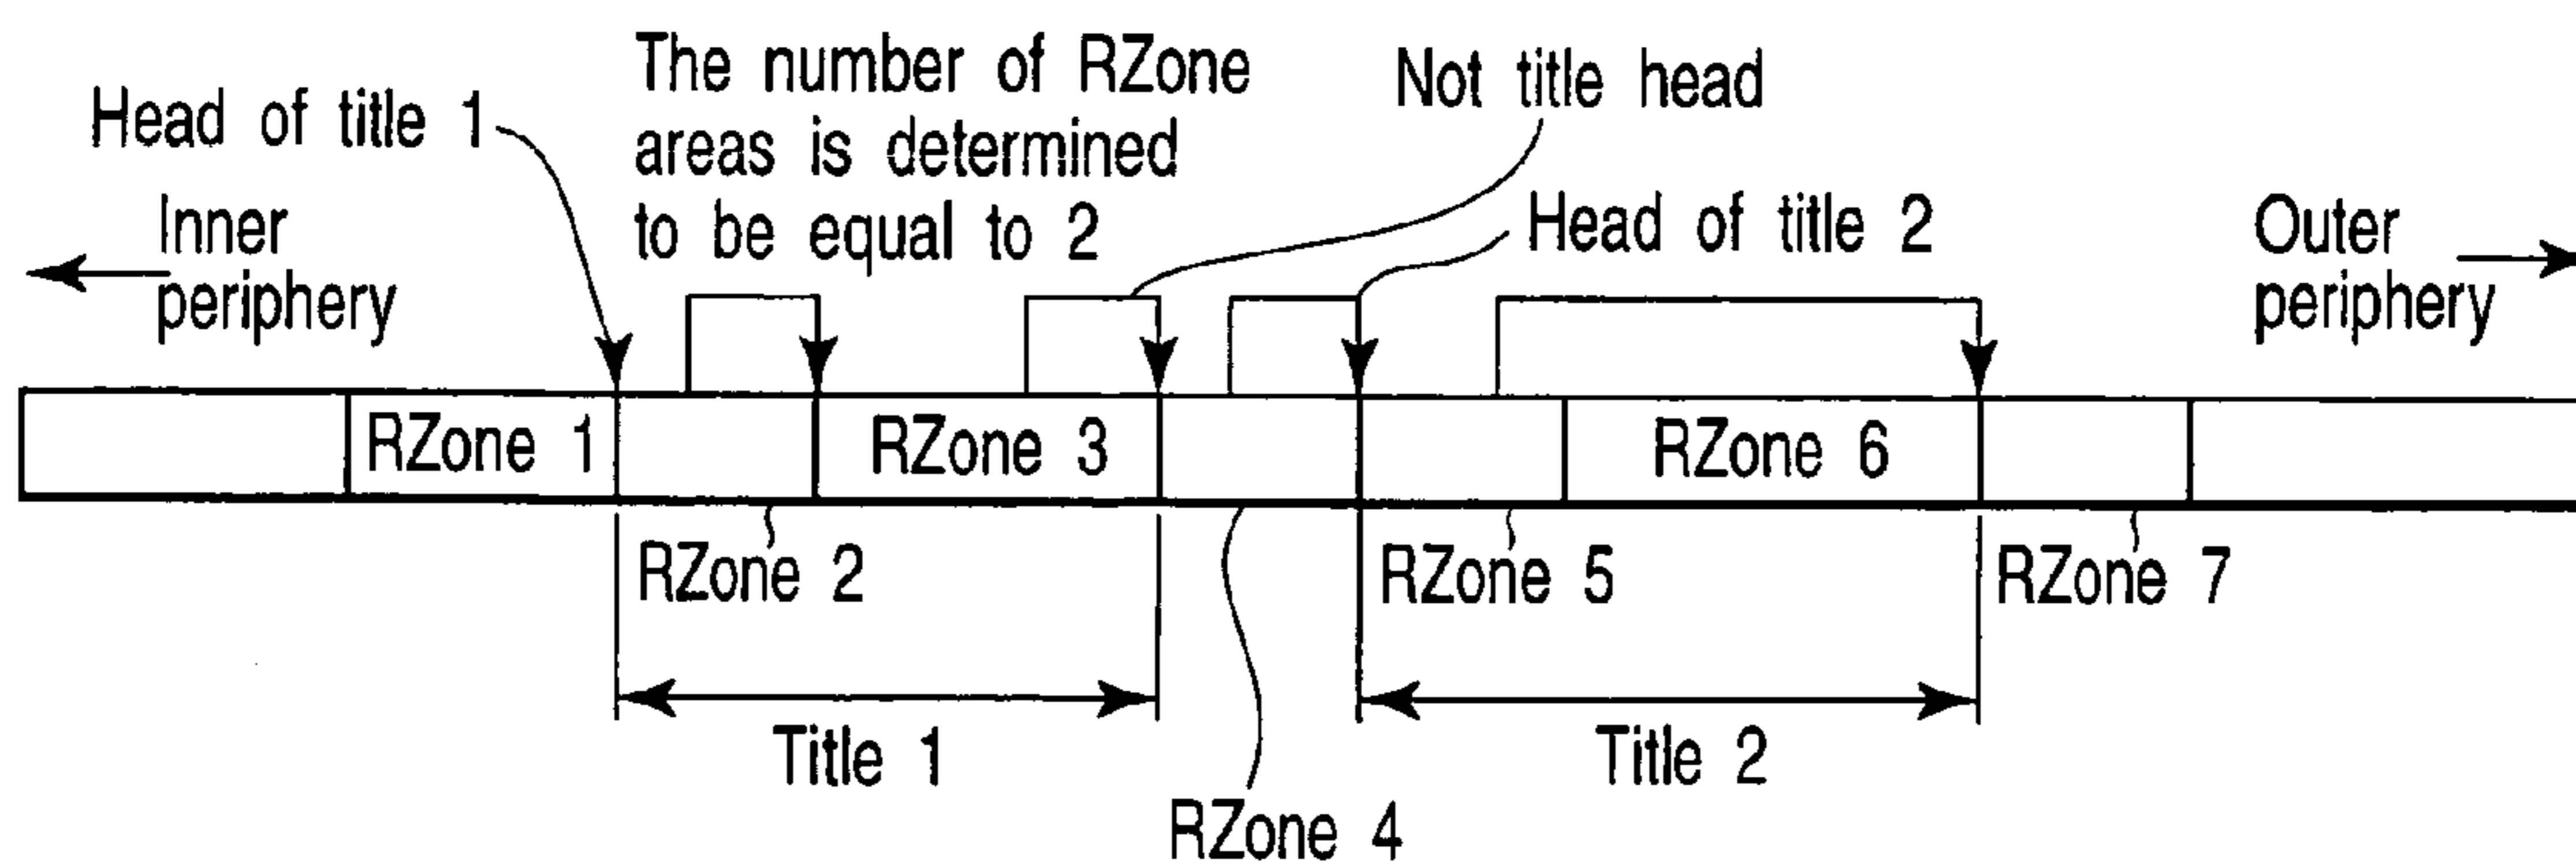 The number of RZone
areas is determined
to be equal to 2
Not title head
Head of title 1
Inner
periphery
Head of title 2
Outer
periphery
RZone 1
RZone 3
RZone 6
RZone 2
RZone 5
RZone 7
Title 1
Title 2
RZone 4